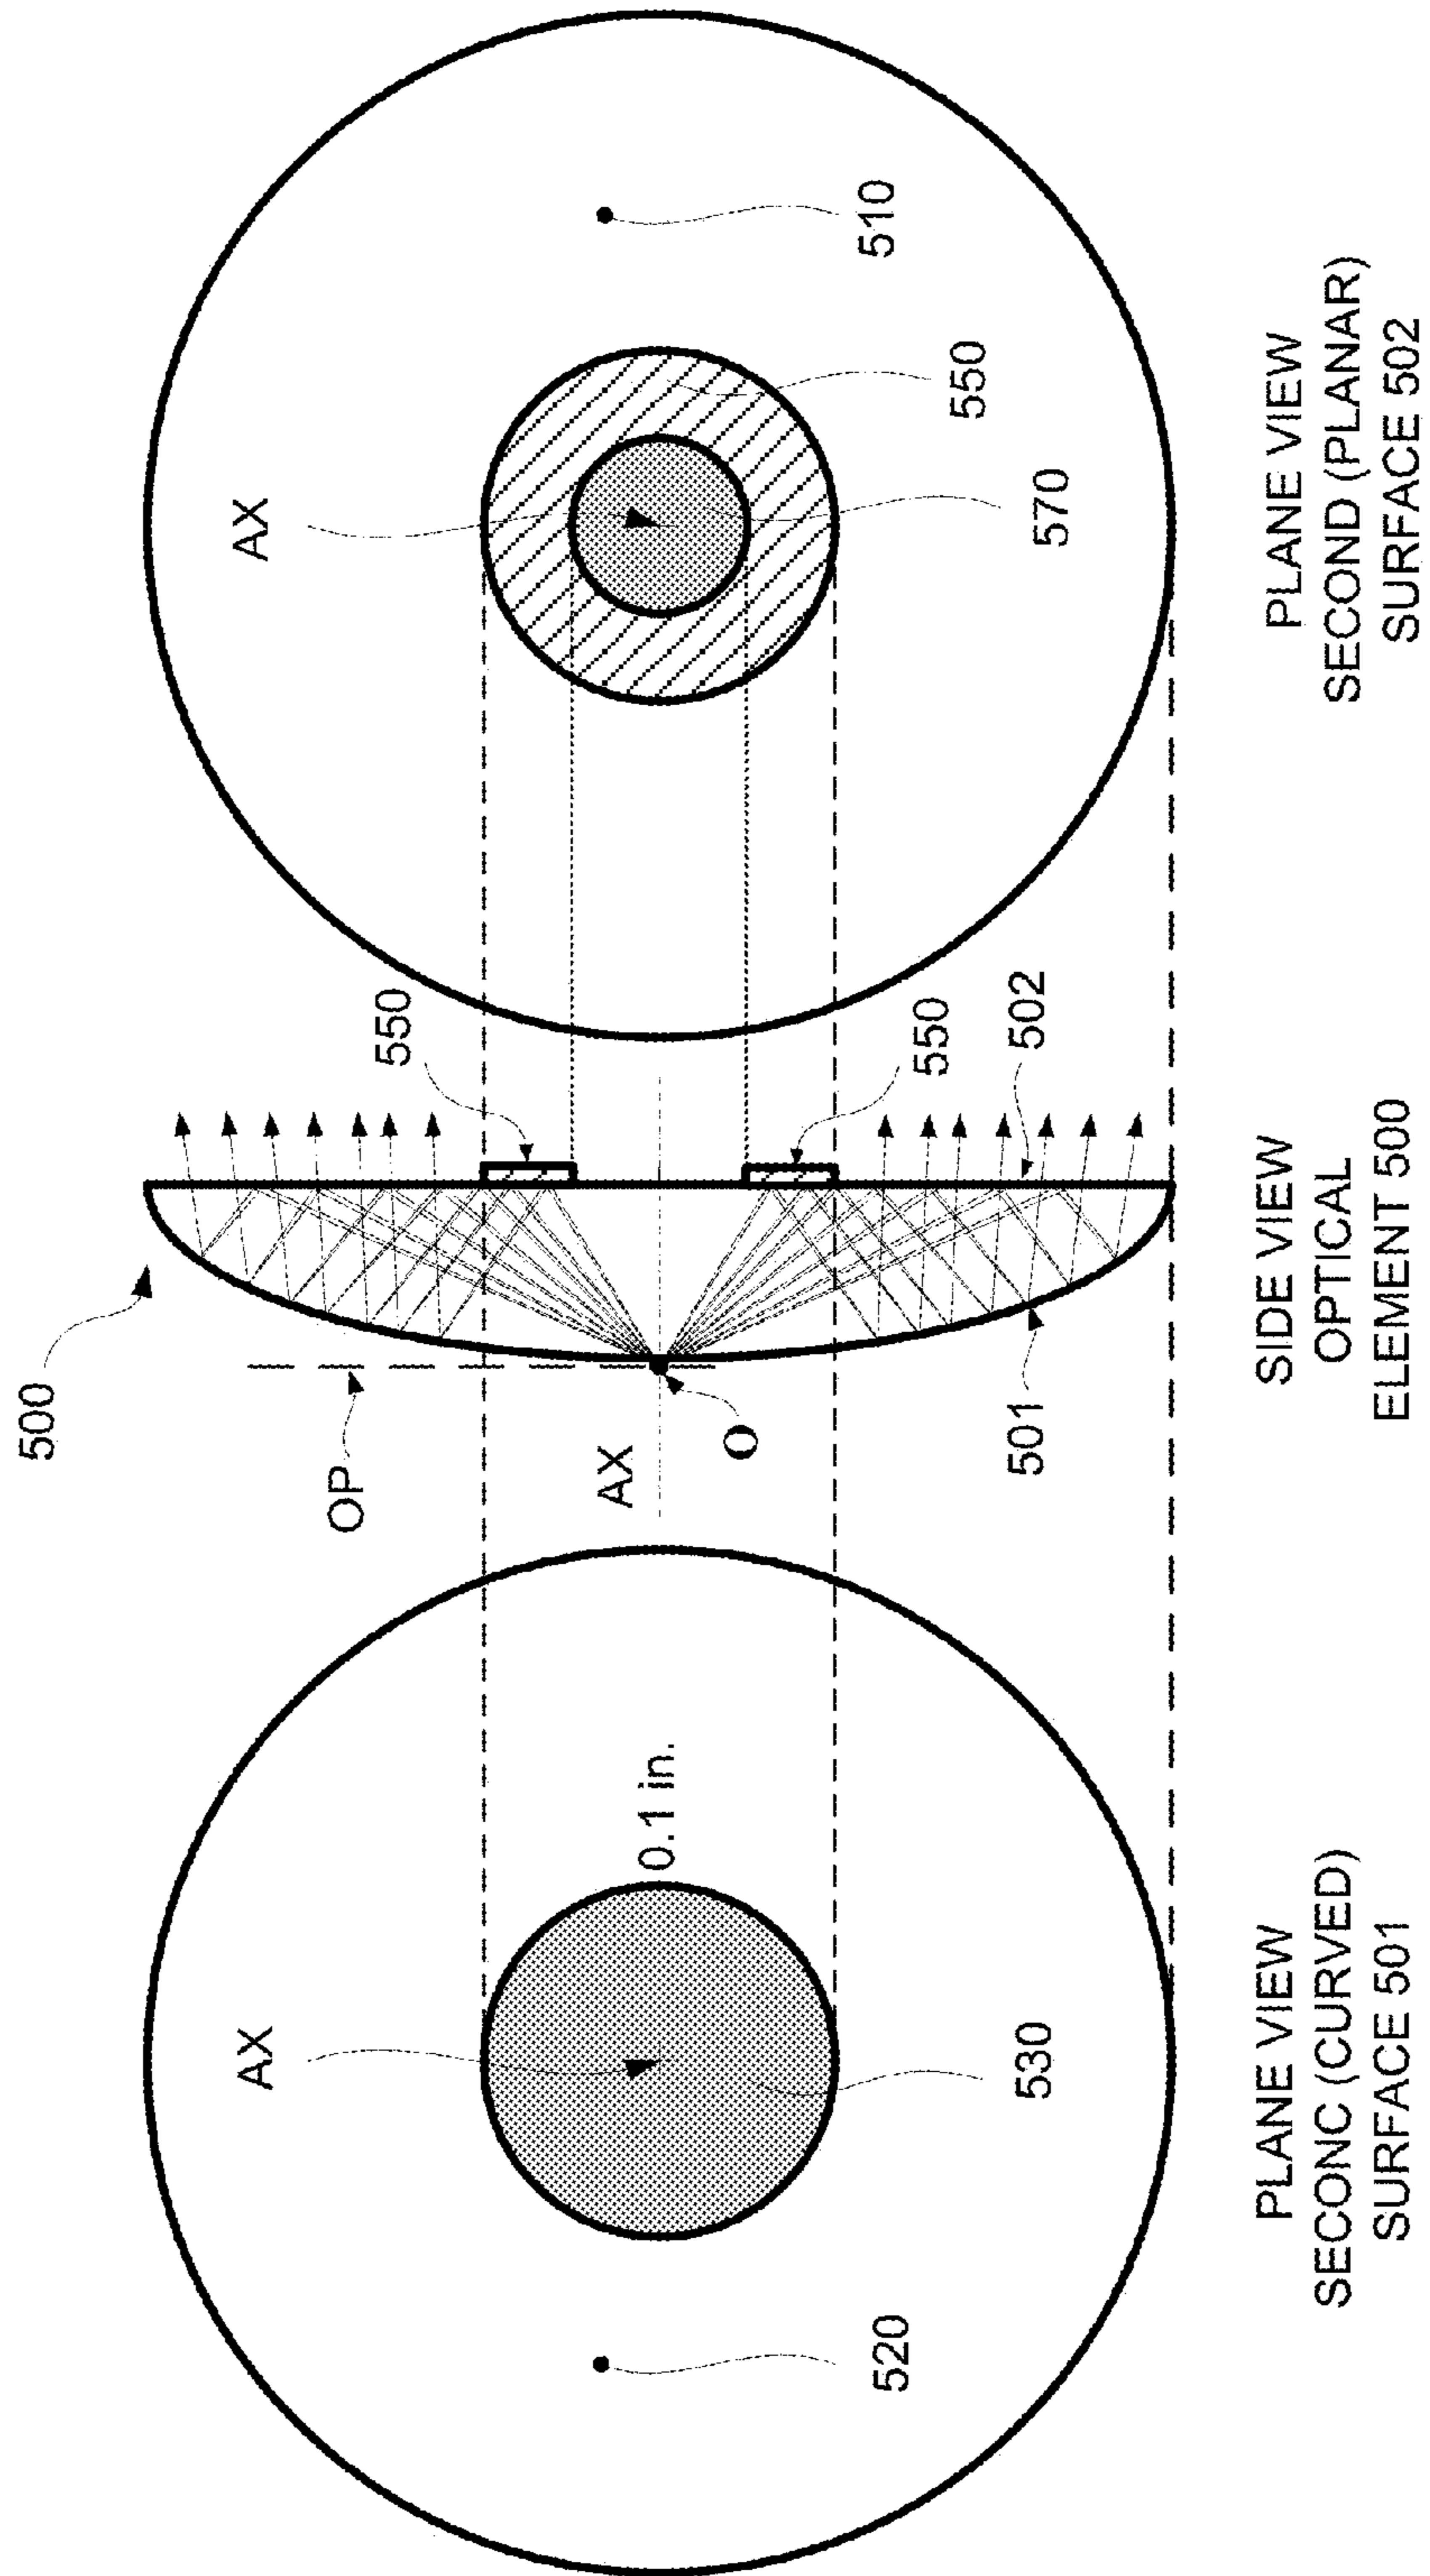 500
AX
AX
OP
550
AX
0.1 in.
O
510
520
550
550
530
501
502
570
PLANE VIEW
SECONC (CURVED)
SURFACE 501
SIDE VIEW
OPTICAL
ELEMENT 500
PLANE VIEW
SECOND (PLANAR)
SURFACE 502